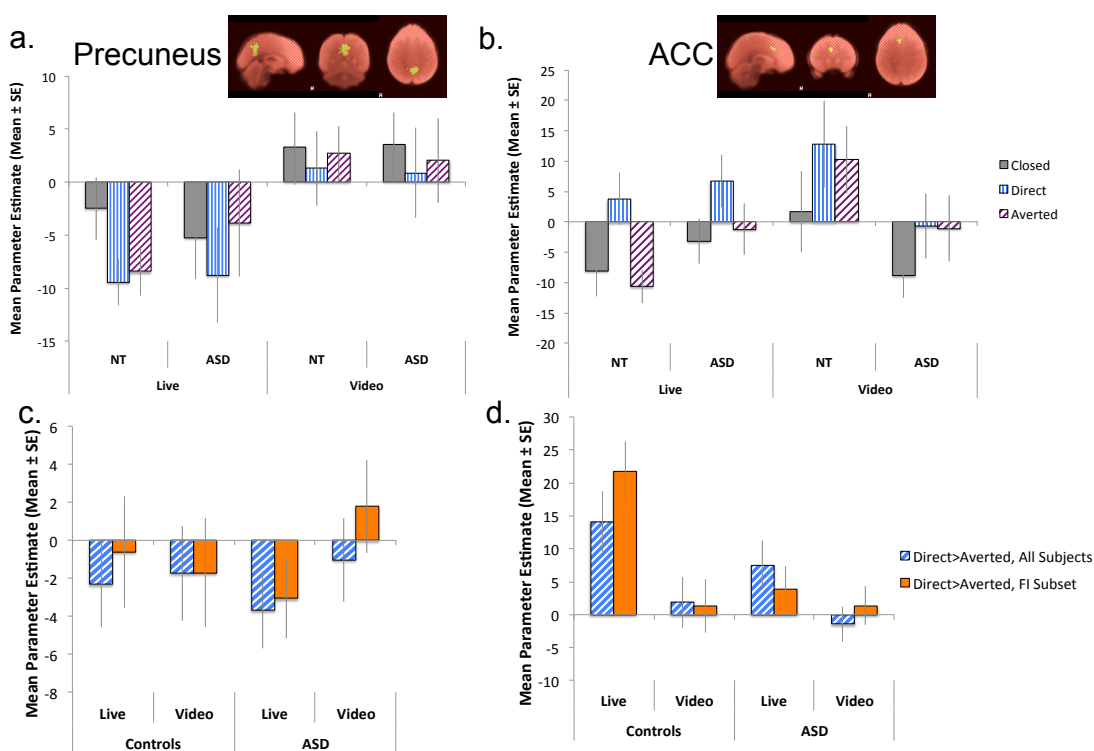 a.
Precuneus
R
Mean Parameter Estimate (Mean ± SE)
10
5
0
-5
-10
-15
NT
ASD
NT
ASD
Live
Video
b.
ACC
R
Mean Parameter Estimate (Mean ± SE)
25
20
15
10
5
0
-5
-10
-15
-20
NT
ASD
NT
ASD
Live
Video
Closed
Direct
Averted
c.
Mean Parameter Estimate (Mean ± SE)
6
4
2
0
-2
-4
-6
-8
Live
Video
Live
Video
Controls
ASD
d.
Mean Parameter Estimate (Mean ± SE)
30
25
20
15
10
5
0
-5
-10
Live
Video
Live
Video
Controls
ASD
Direct>Averted, All Subjects
Direct>Averted, FI Subset